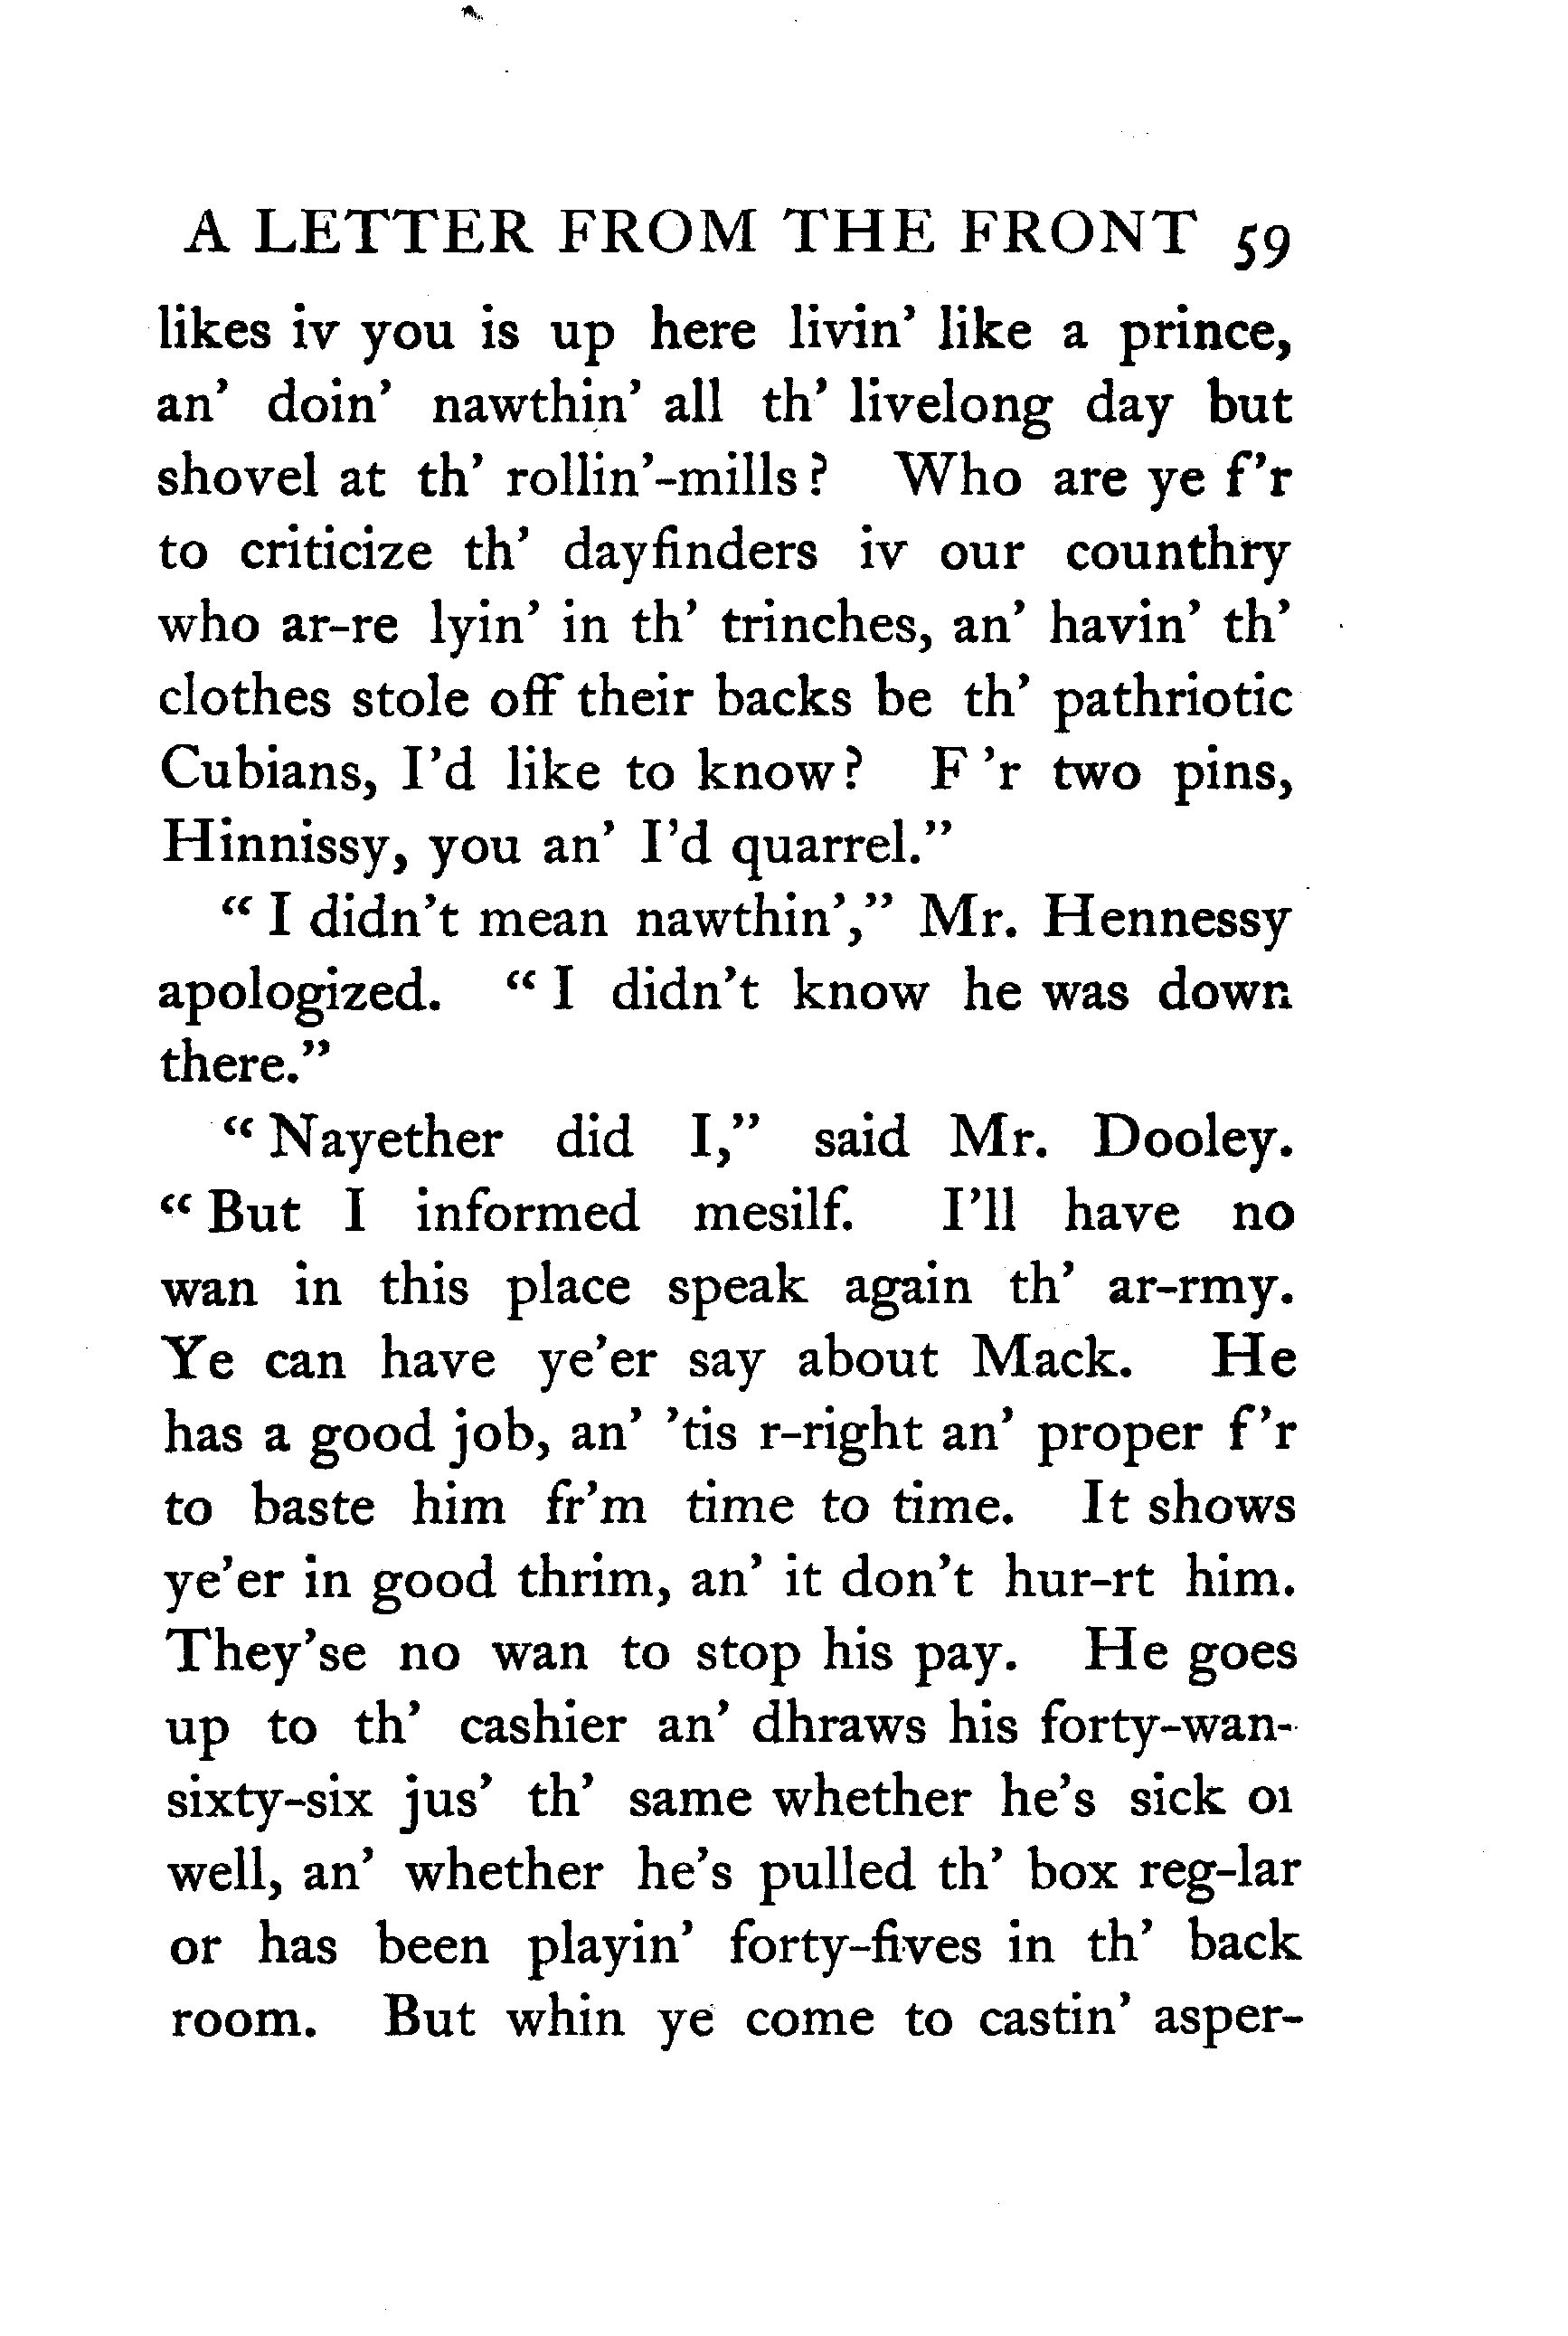 A LETTER FROM THE FRONT 59
likes iv you is up here livin' like a prince,
an' doin' nawthin' all th' livelong day but
shovel at th' rollin'-mills? Who are ye f'r
to criticize th' dayfinders iv our counthry
who ar-re lyin' in th' trinches, an' havin' th'
clothes stole off their backs be th' pathriotic
Cubians, I'd like to know? F'r two pins,
Hinnissy, you an' I'd quarrel."
"I didn't mean nawthin'," Mr. Hennessy
apologized. "I didn't know he was down
there."
"Nayether did I," said Mr. Dooley.
"But I informed mesilf. I'll have no
wan in this place speak again th' ar-rmy.
Ye can have ye'er say about Mack. He
has a good job, an' 'tis r-right an' proper f'r
to baste him fr'm time to time. It shows
ye'er in good thrim, an' it don't hur-rt him.
They'se no wan to stop his pay. He goes
up to th' cashier an' dhraws his forty-wan-
sixty-six jus' th' same whether he's sick or
well, an' whether he's pulled th' box reg-lar
or has been playin' forty-fives in th' back
room. But whin ye come to castin' asper-